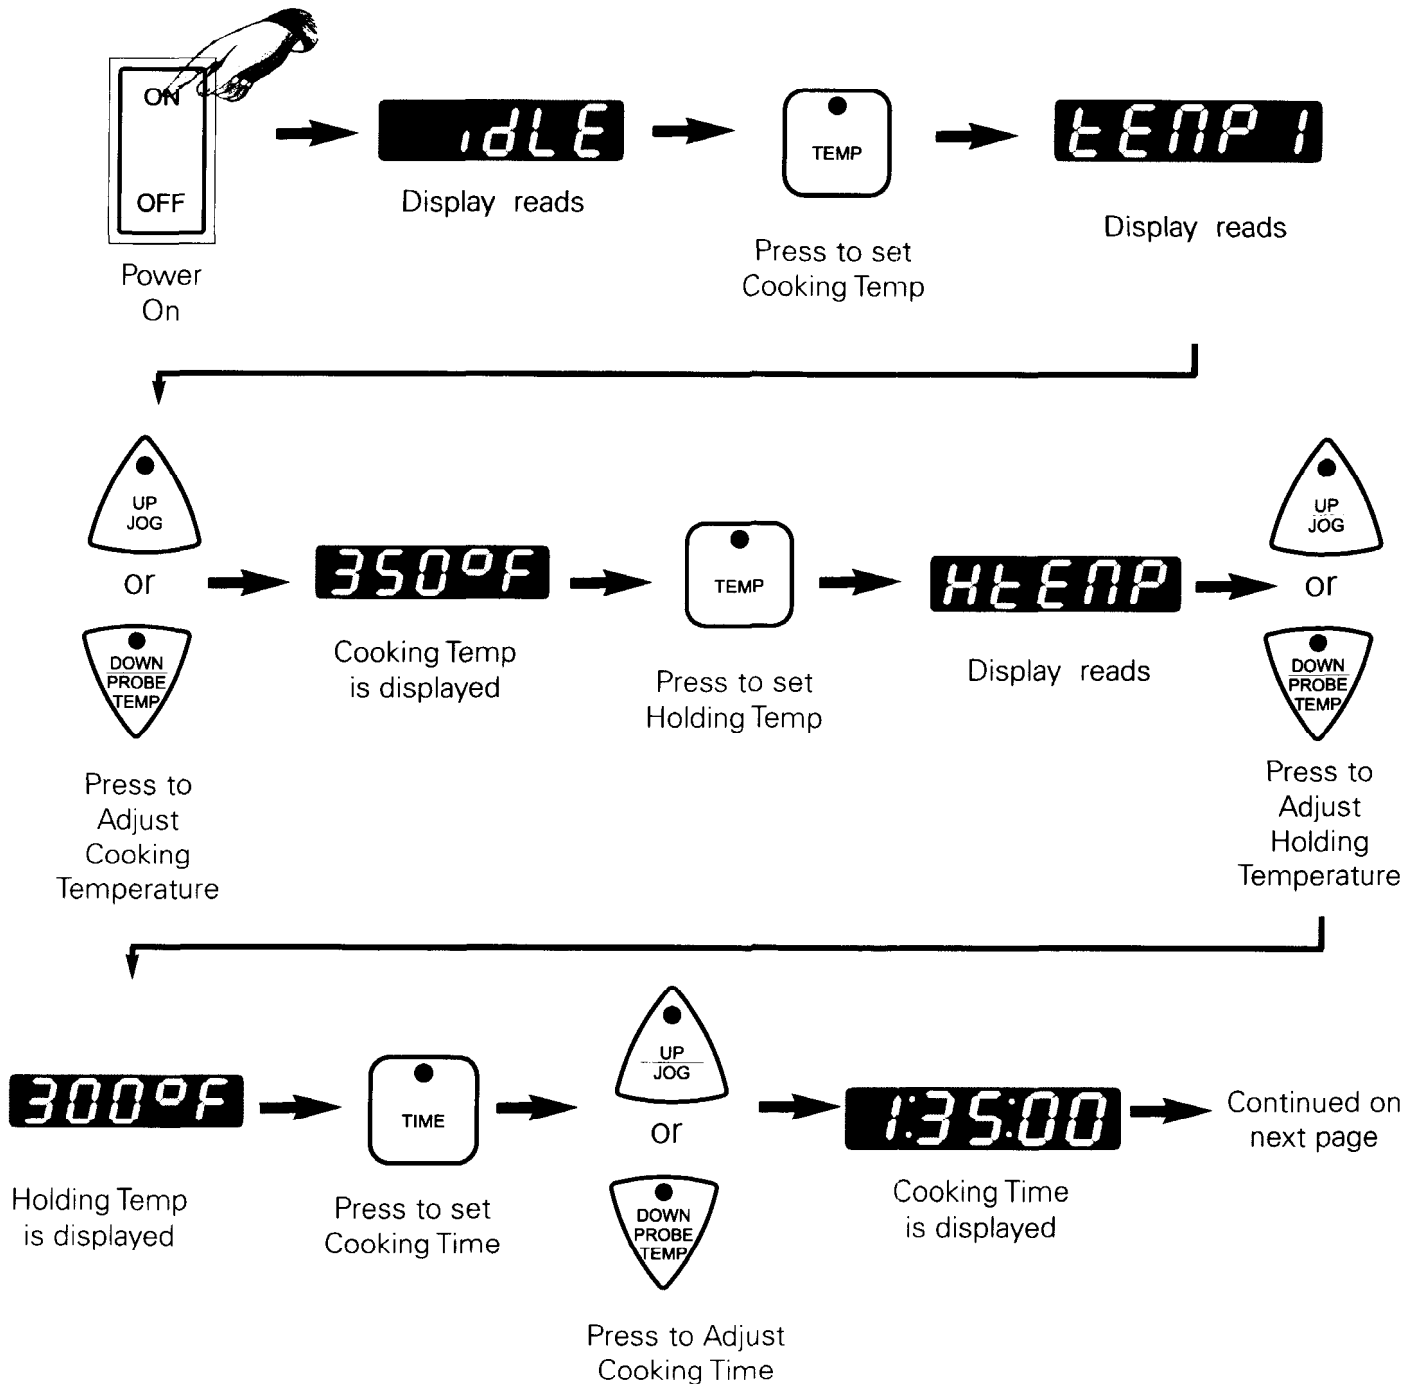 ON
OFF
Power
On
idLE
Display reads
TEMP
Press to set
Cooking Temp
tEMP 1
Display reads
UP
JOG
or
DOWN
PROBE
TEMP
Press to
Adjust
Cooking
Temperature
350°F
Cooking Temp
is displayed
TEMP
Press to set
Holding Temp
HtEMP
Display reads
UP
JOG
or
DOWN
PROBE
TEMP
Press to
Adjust
Holding
Temperature
300°F
Holding Temp
is displayed
TIME
Press to set
Cooking Time
UP
JOG
or
DOWN
PROBE
TEMP
Press to Adjust
Cooking Time
1:35:00
Cooking Time
is displayed
Continued on
next page